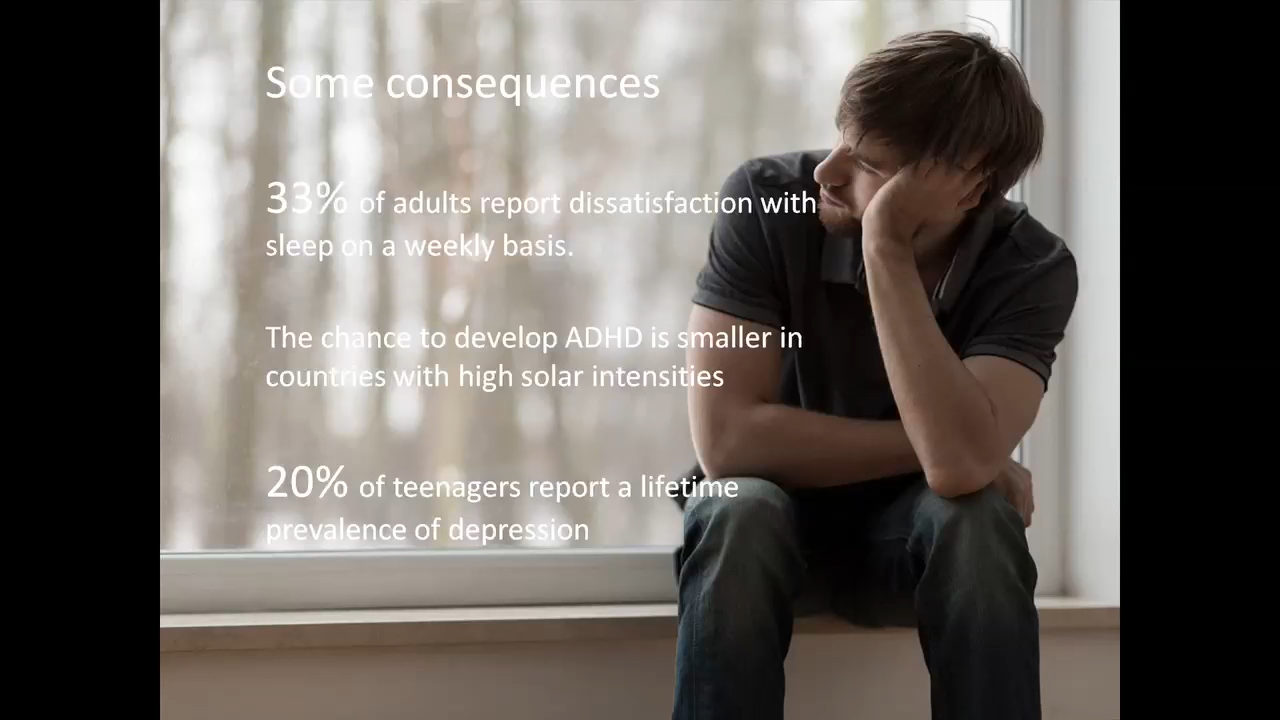 Some consequences
33% of adults report dissatisfaction with
sleep on a weekly basis.
The chance to develop ADHD is smaller in
countries with high solar intensities
20% of teenagers report a lifetime
prevalence of depression